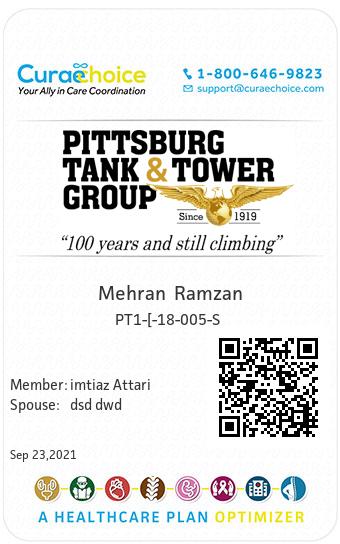 Curaechoice
Your Ally in Care Coordination
1-800-646-9823
support@curaechoice.com
PITTSBURG
TANK & TOWER
GROUP
Since 1919
"100 years and still climbing"
Mehran Ramzan
PT1-[-18-005-S
Member: imtiaz Attari
Spouse: dsd dwd
Sep 23,2021
A HEALTHCARE PLAN OPTIMIZER